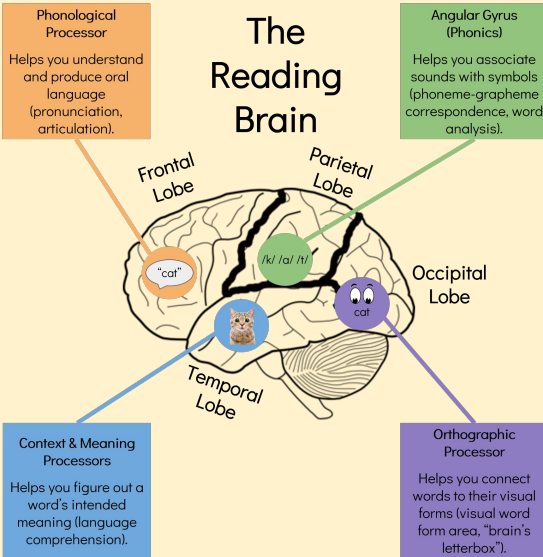 The
Reading
Brain
Phonological
Processor
Helps you understand
and produce oral
language
(pronunciation,
articulation).
Angular Gyrus
(Phonics)
Helps you associate
sounds with symbols
(phoneme-grapheme
correspondence, word
analysis).
Frontal
Lobe
Parietal
Lobe
"cat"
/k/ /a/ /t/
cat
Occipital
Lobe
Temporal
Lobe
Context & Meaning
Processors
Helps you figure out a
word's intended
meaning (language
comprehension).
Orthographic
Processor
Helps you connect
words to their visual
forms (visual word
form area, "brain's
letterbox").